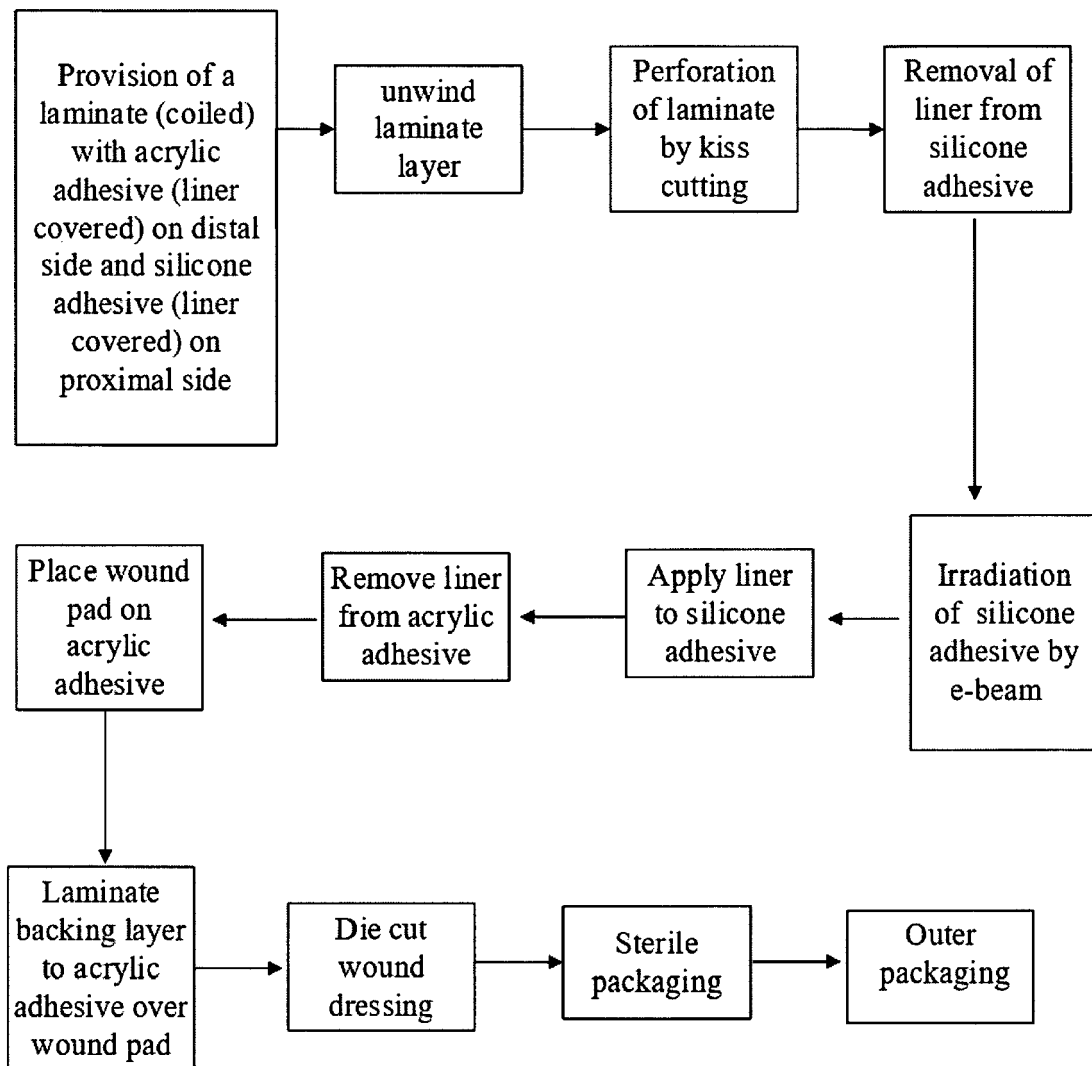 Provision of a
laminate (coiled)
with acrylic
adhesive (liner
covered) on distal
side and silicone
adhesive (liner
covered) on
proximal side
unwind
laminate
layer
Perforation
of laminate
by kiss
cutting
Removal of
liner from
silicone
adhesive
Irradiation
of silicone
adhesive by
e-beam
Apply liner
to silicone
adhesive
Remove liner
from acrylic
adhesive
Place wound
pad on
acrylic
adhesive
Laminate
backing layer
to acrylic
adhesive over
wound pad
Die cut
wound
dressing
Sterile
packaging
Outer
packaging